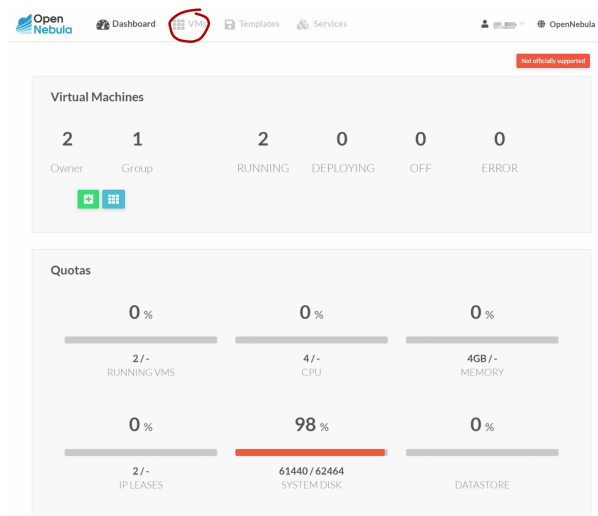 Open Nebula Dashboard VMs Templates Services OpenNebula
Not officially supported
Virtual Machines
2 1 2 0 0 0
Owner Group RUNNING DEPLOYING OFF ERROR
Quotas
0 % 0 % 0 %
2 / - 4 / - 4GB / -
RUNNING VMS CPU MEMORY
0 % 98 % 0 %
2 / - 61440 / 62464
IP LEASES SYSTEM DISK DATASTORE